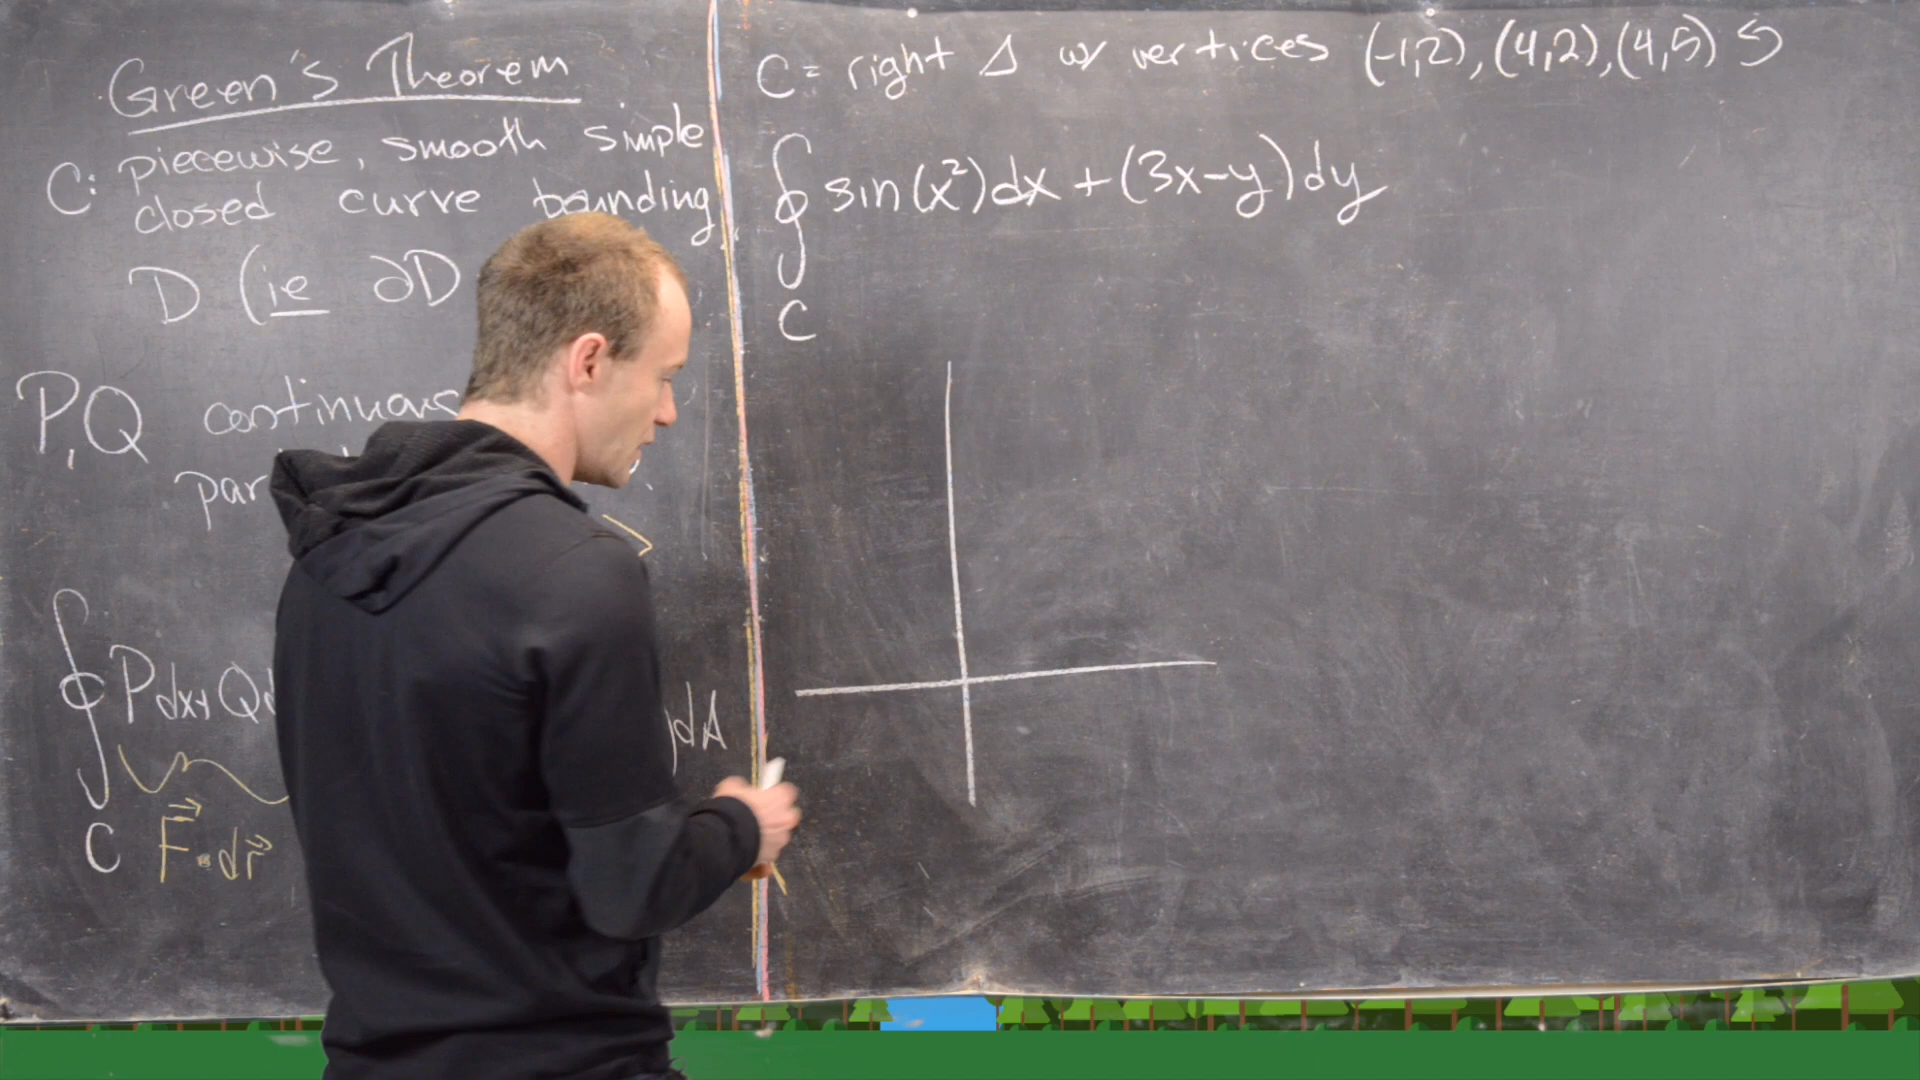 Green's Theorem
C: piecewise, smooth simple
closed curve bounding
D (ie ∂D
P,Q continuous
par
∮ Pdx+ Q dA
C F⃗·dr⃗
C = right Δ w/ vertices (-1,2), (4,2), (4,5) ↺
∮ sin(x²)dx + (3x-y)dy
C